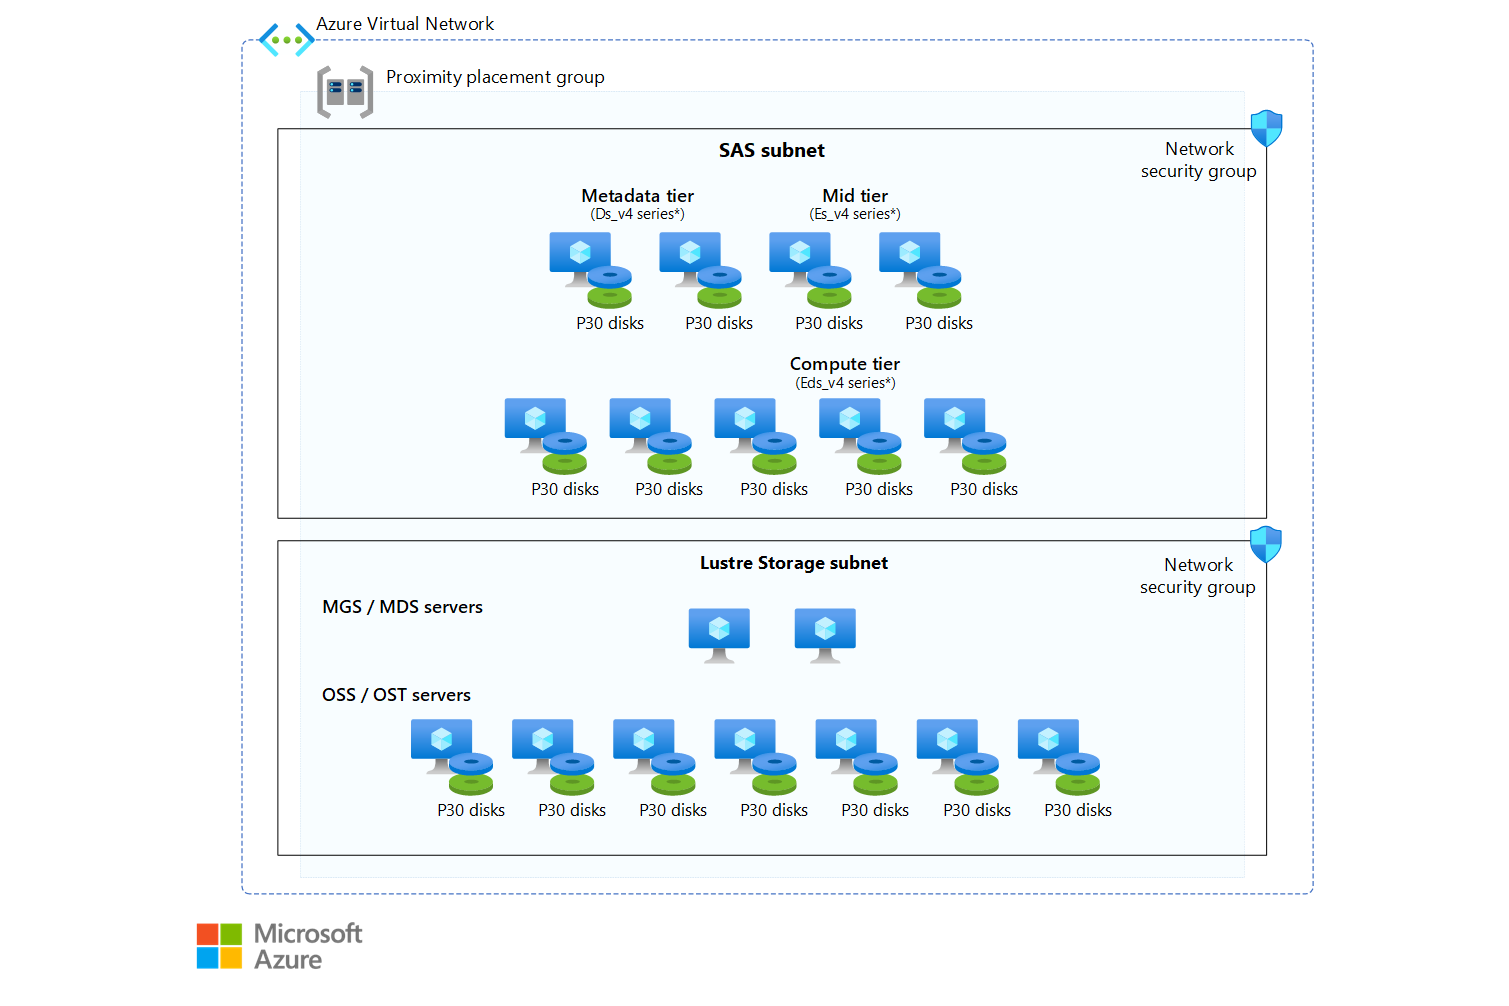 Azure Virtual Network
Proximity placement group
SAS subnet
Network
security group
Metadata tier
(Ds_v4 series*)
Mid tier
(Es_v4 series*)
P30 disks
P30 disks
P30 disks
P30 disks
Compute tier
(Eds_v4 series*)
P30 disks
P30 disks
P30 disks
P30 disks
P30 disks
Lustre Storage subnet
Network
security group
MGS / MDS servers
OSS / OST servers
P30 disks
P30 disks
P30 disks
P30 disks
P30 disks
P30 disks
P30 disks
Microsoft
Azure